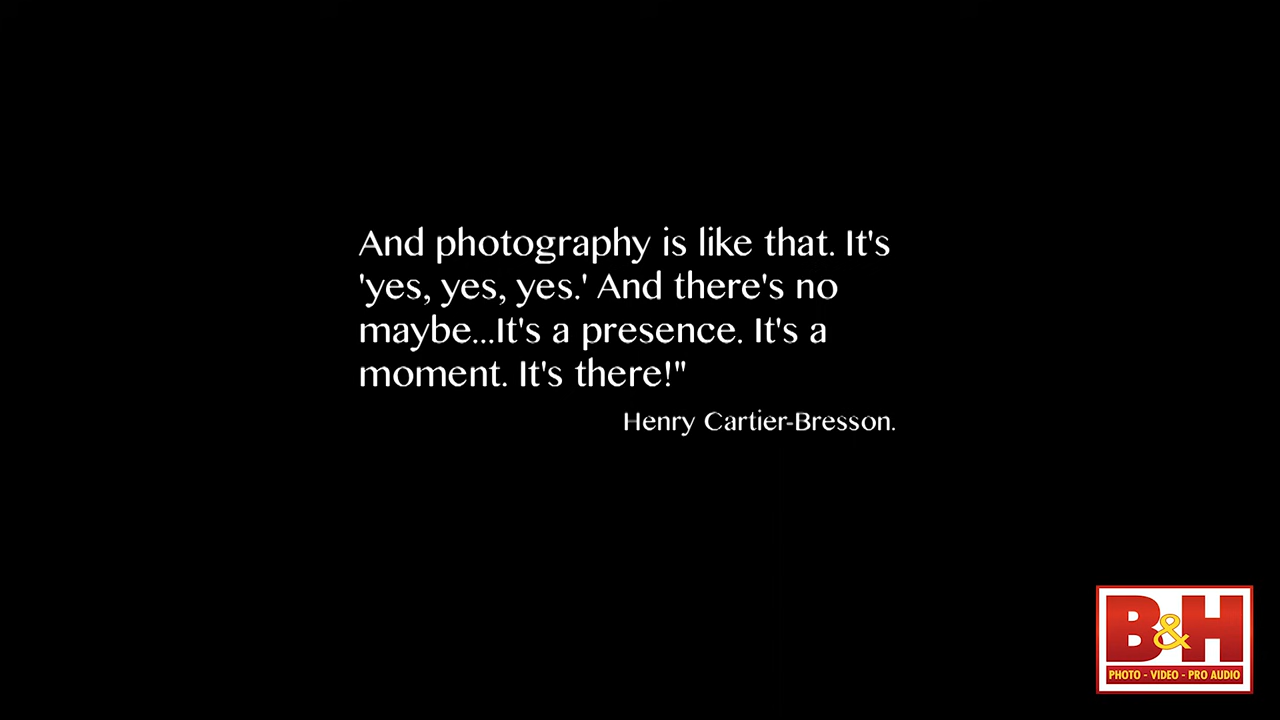 And photography is like that. It's
'yes, yes, yes.' And there's no
maybe...It's a presence. It's a
moment. It's there!"
Henry Cartier-Bresson.
B&H
PHOTO - VIDEO - PRO AUDIO